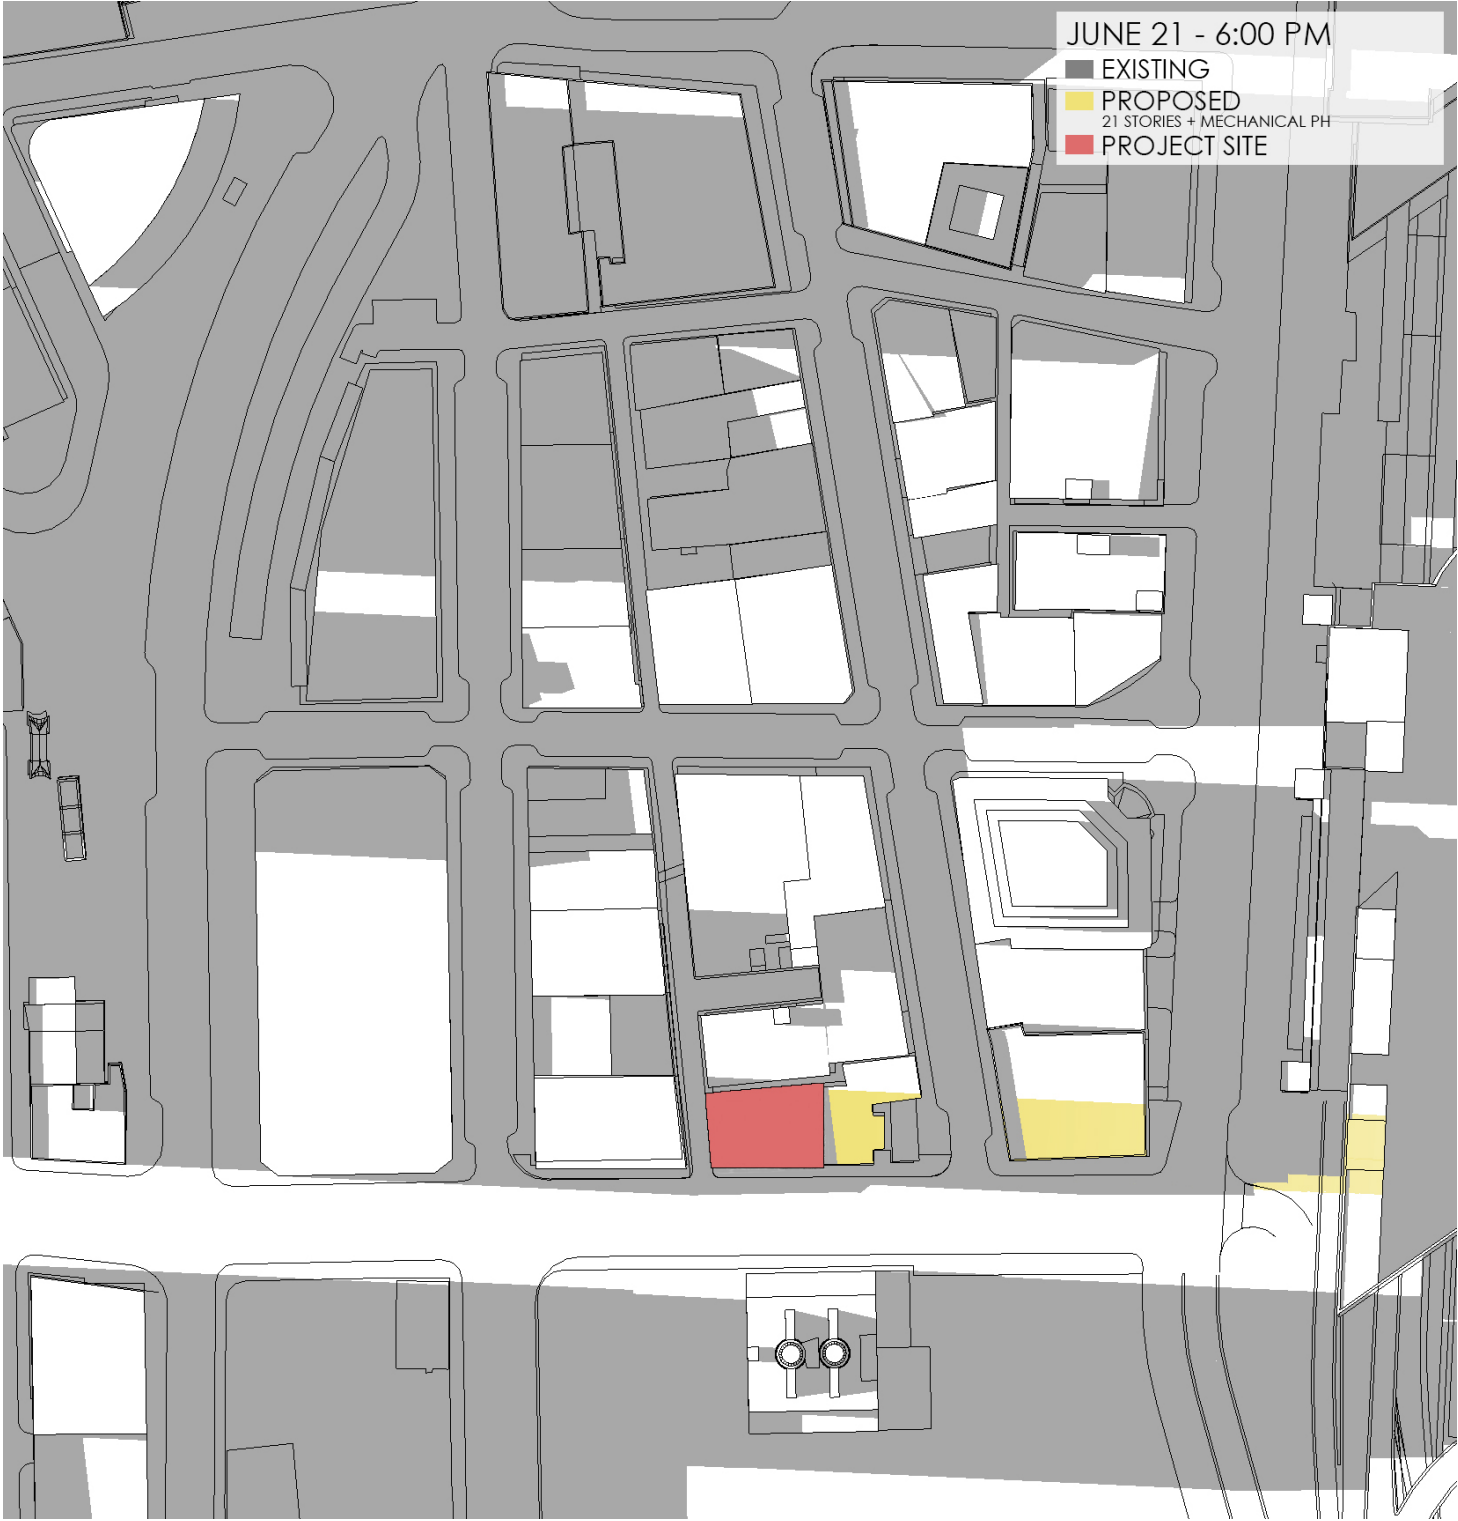 JUNE 21 - 6:00 PM
EXISTING
PROPOSED
21 STORIES + MECHANICAL PH
PROJECT SITE